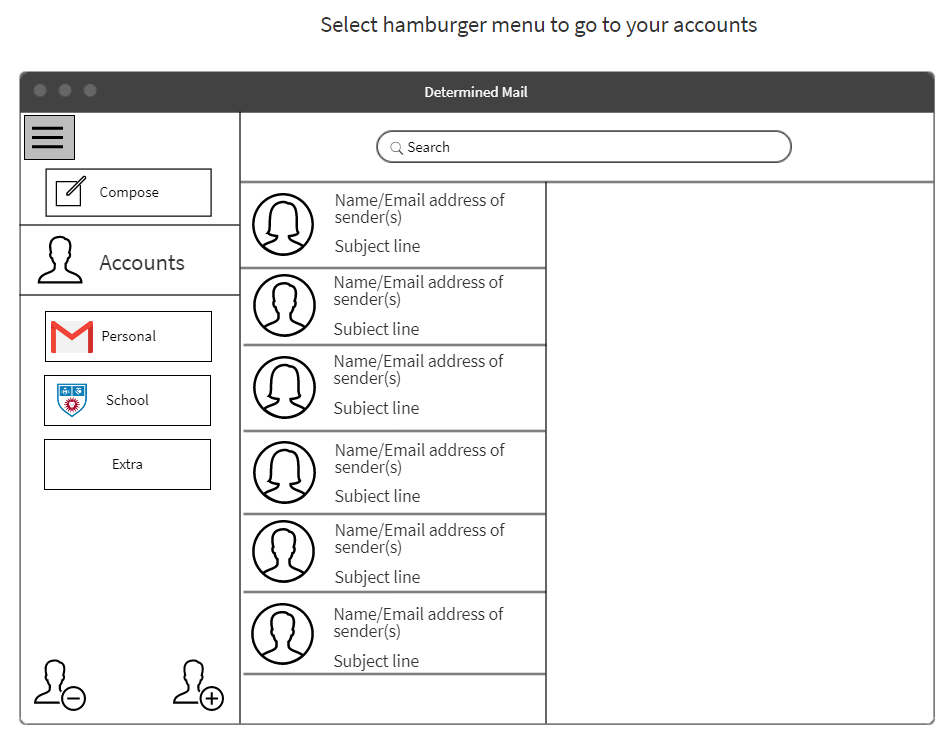 Select hamburger menu to go to your accounts
Determined Mail
Search
Compose
Accounts
Personal
School
Extra
Name/Email address of
sender(s)
Subject line
Name/Email address of
sender(s)
Subject line
Name/Email address of
sender(s)
Subject line
Name/Email address of
sender(s)
Subject line
Name/Email address of
sender(s)
Subject line
Name/Email address of
sender(s)
Subject line